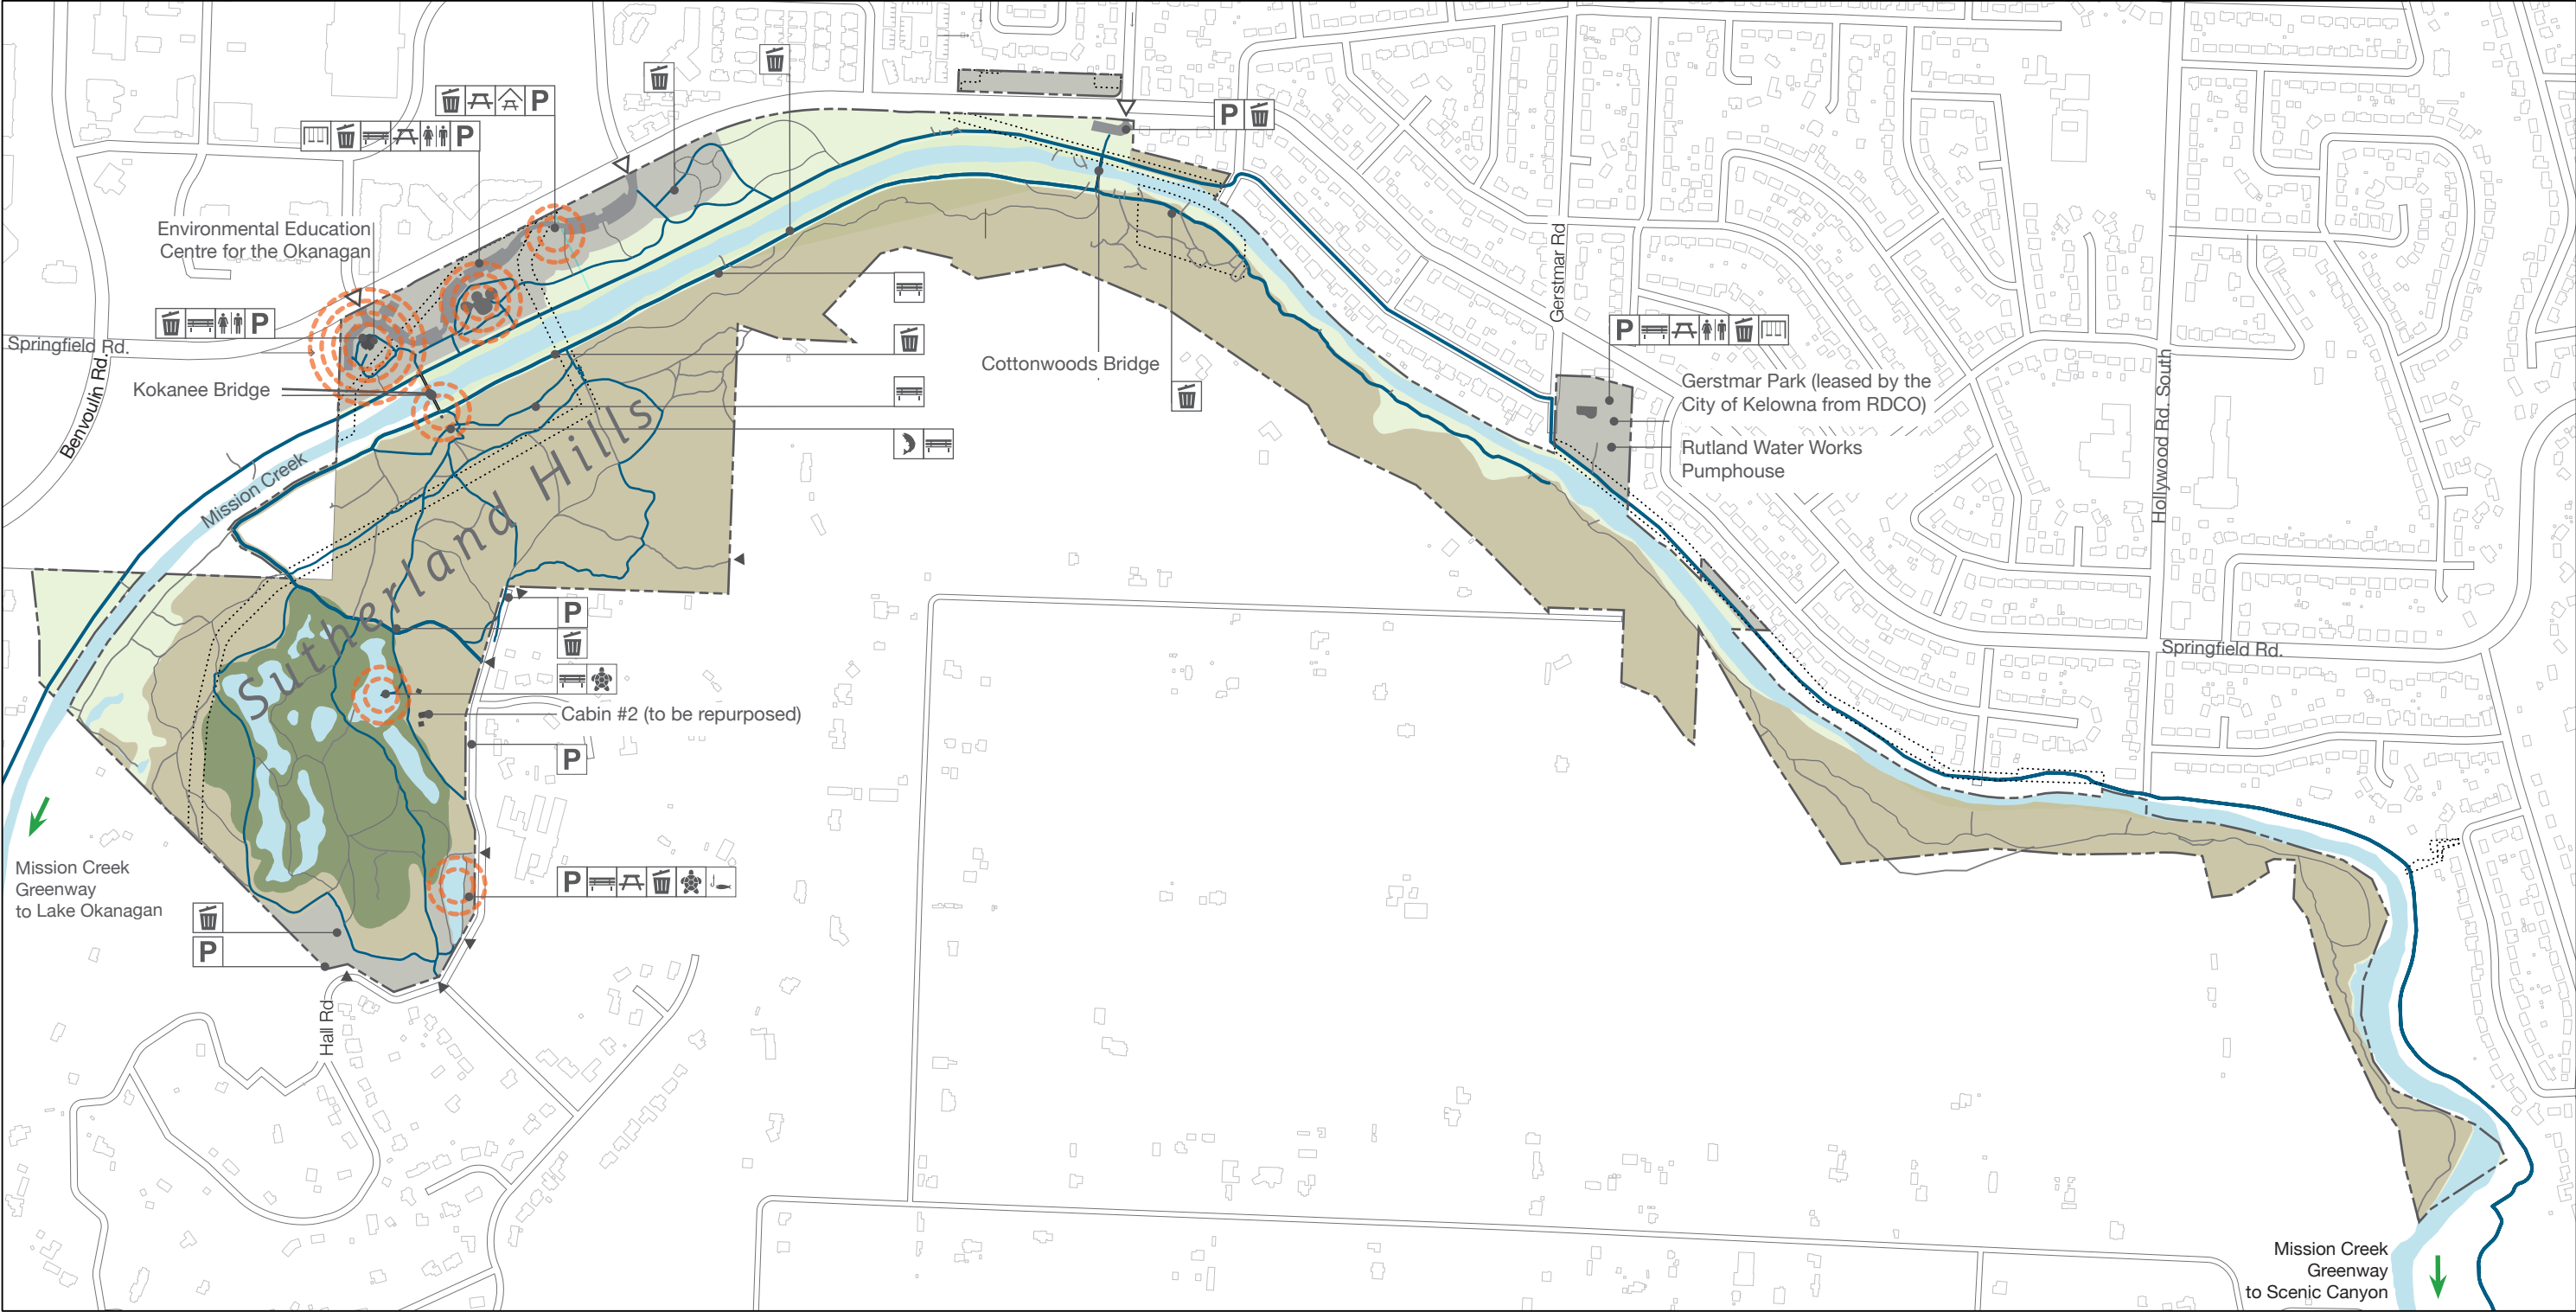 P
P
P
Environmental Education
Centre for the Okanagan
P
Springfield Rd.
Benvoulin Rd.
Kokanee Bridge
Mission Creek
Sutherland Hills
Cottonwoods Bridge
Gerstmar Rd
P
Gerstmar Park (leased by the
City of Kelowna from RDCO)
Rutland Water Works
Pumphouse
Hollywood Rd. South
Springfield Rd.
P
Cabin #2 (to be repurposed)
P
P
Mission Creek
Greenway
to Lake Okanagan
P
Hall Rd
Mission Creek
Greenway
to Scenic Canyon